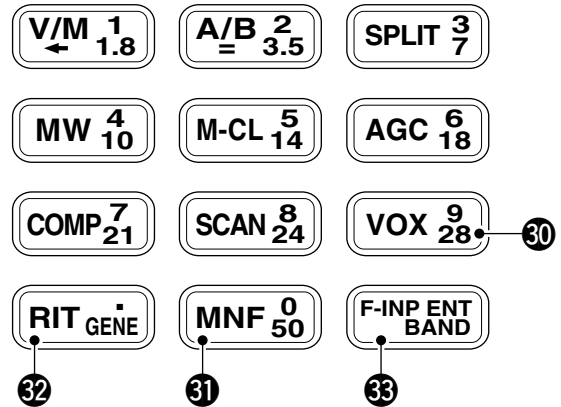 V/M 1
← 1.8
A/B 2
= 3.5
SPLIT 3
7
MW 4
10
M-CL 5
14
AGC 6
18
COMP 7
21
SCAN 8
24
VOX 9
28
30
RIT .
GENE
MNF 0
50
F-INP ENT
BAND
32
31
33